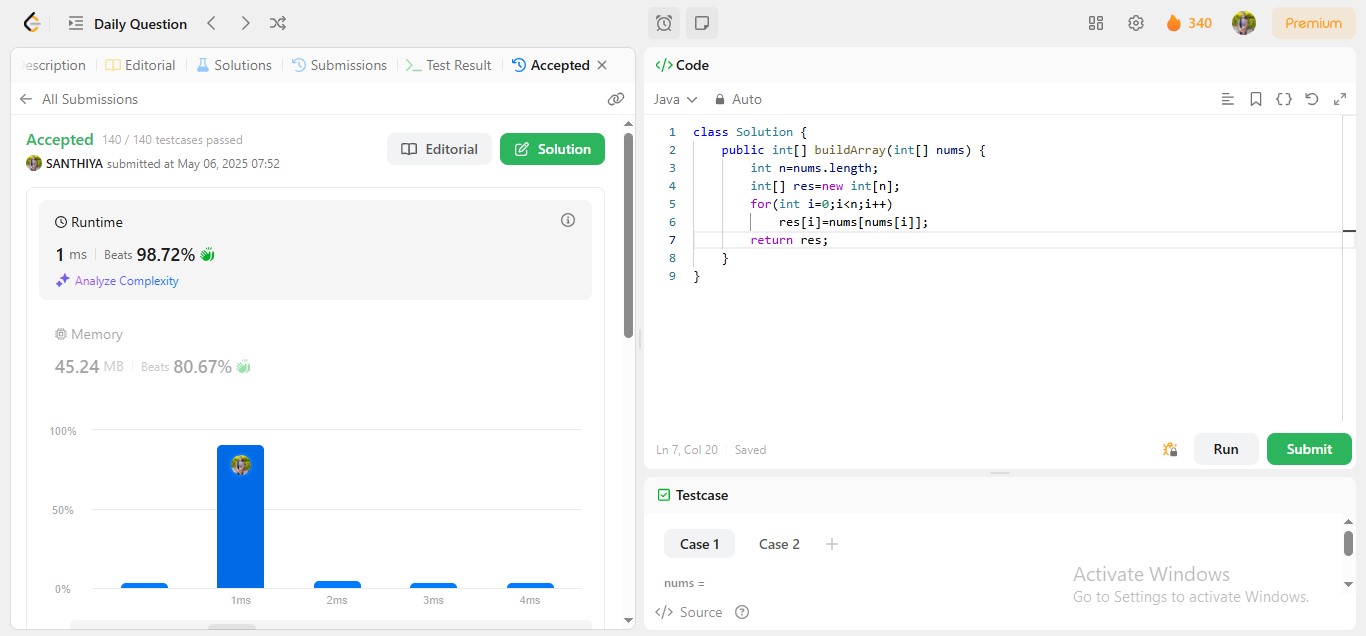 Daily Question
340
Premium
escription
Editorial
Solutions
Submissions
Test Result
Accepted
All Submissions
Accepted 140 / 140 testcases passed
SANTHIYA submitted at May 06, 2025 07:52
Editorial
Solution
Runtime
1 ms Beats 98.72%
Analyze Complexity
Memory
45.24 MB Beats 80.67%
100%
50%
0%
1ms 2ms 3ms 4ms
</> Code
Java Auto
1 class Solution {
2 public int[] buildArray(int[] nums) {
3 int n=nums.length;
4 int[] res=new int[n];
5 for(int i=0;i<n;i++)
6 res[i]=nums[nums[i]];
7 return res;
8 }
9 }
Ln 7, Col 20 Saved
Run
Submit
Testcase
Case 1 Case 2 +
nums =
</> Source
Activate Windows
Go to Settings to activate Windows.